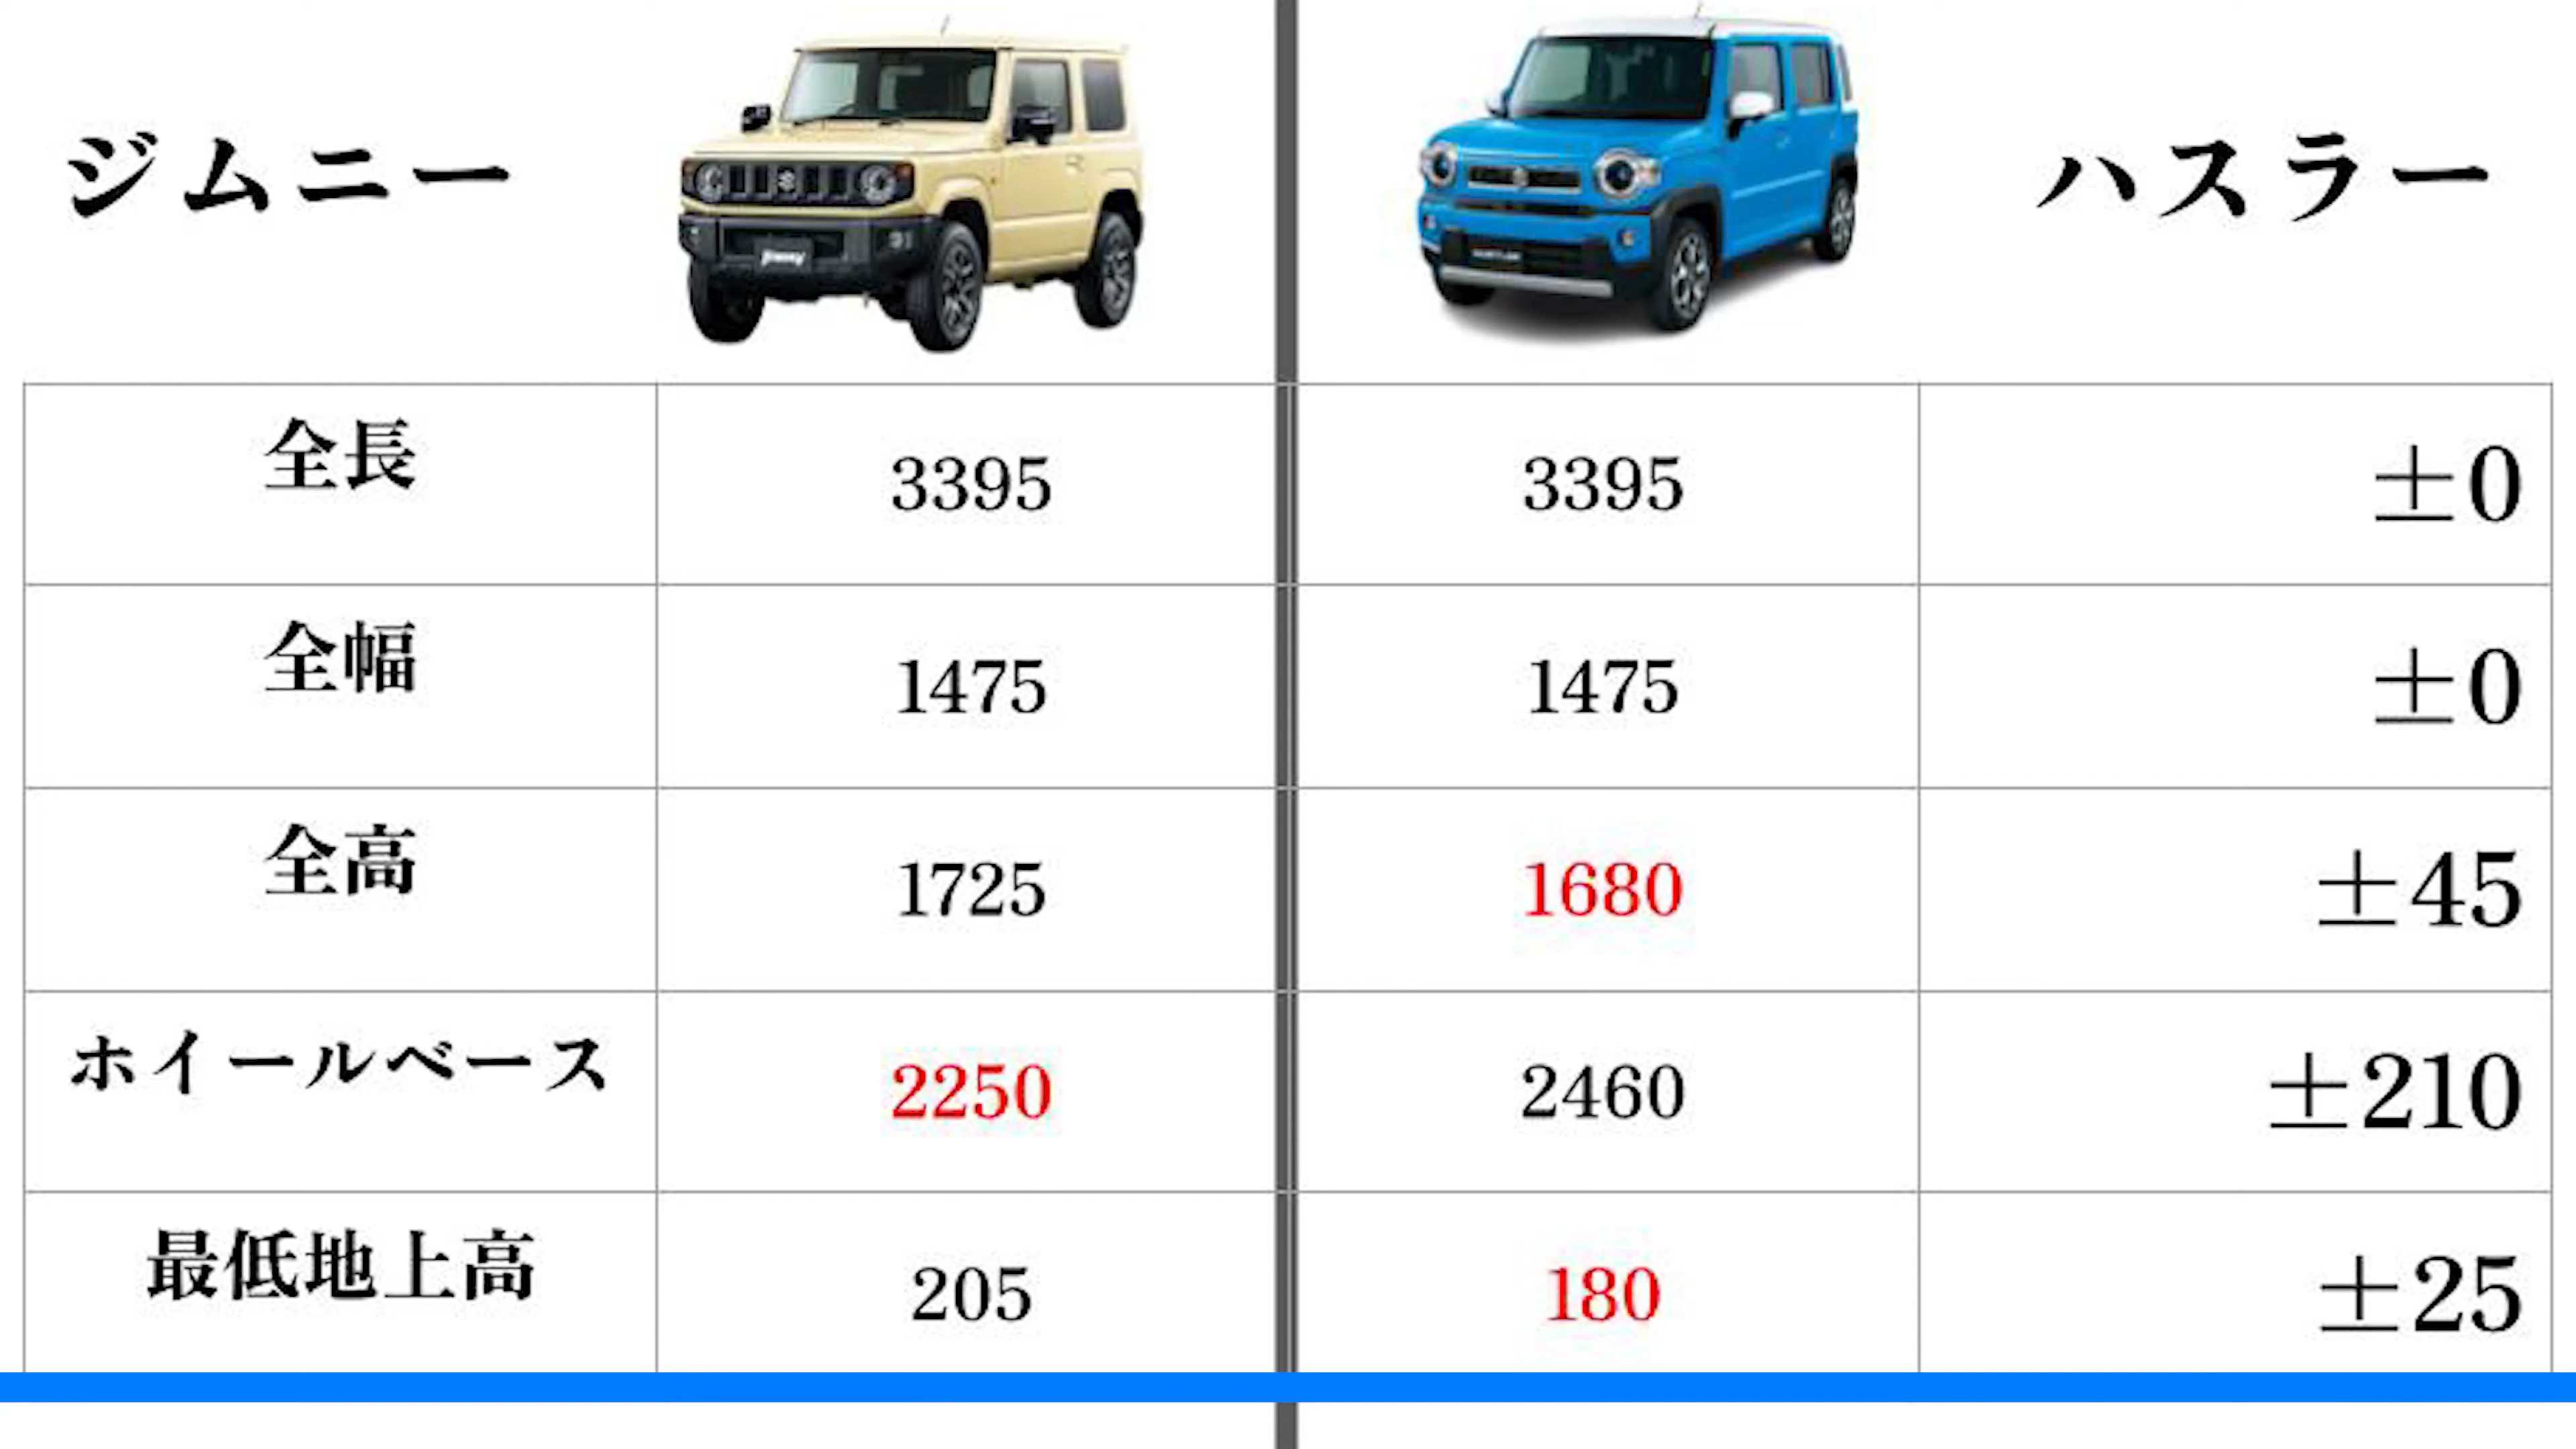 ジムニー
ハスラー
全長 3395 3395 ±0
全幅 1475 1475 ±0
全高 1725 1680 ±45
ホイールベース 2250 2460 ±210
最低地上高 205 180 ±25